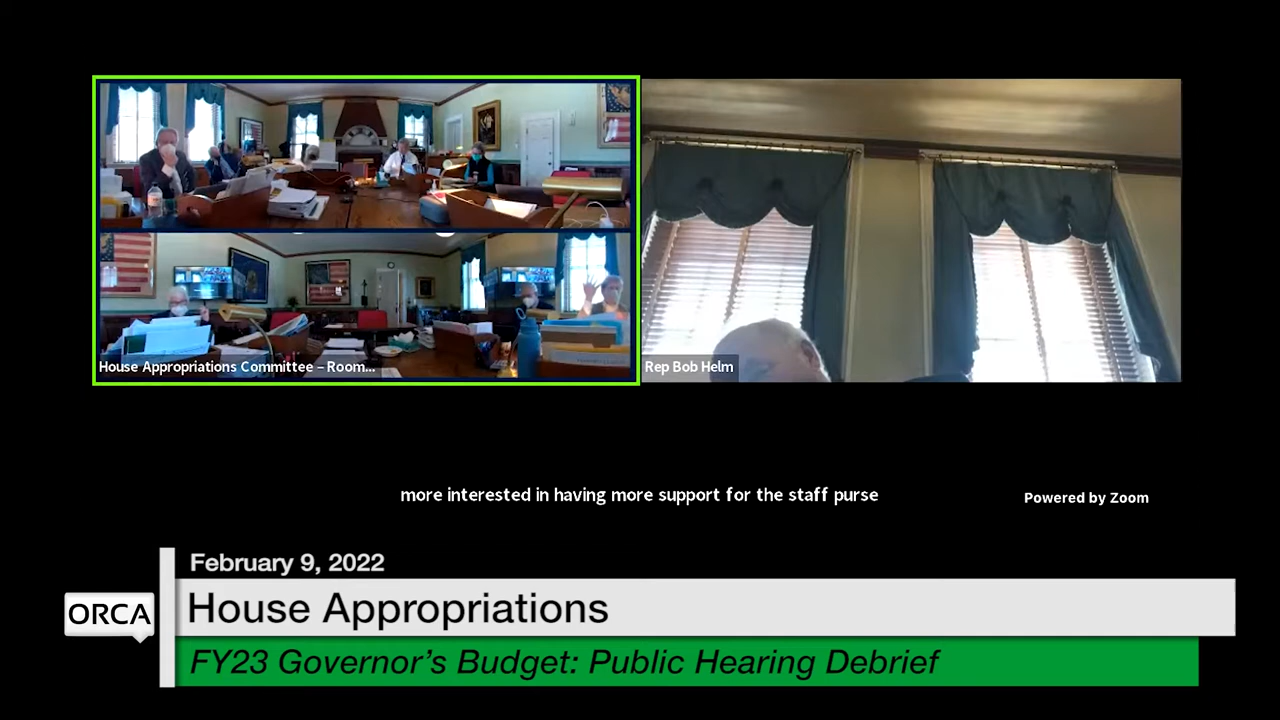 House Appropriations Committee – Room...
Rep Bob Helm
more interested in having more support for the staff purse
Powered by Zoom
February 9, 2022
ORCA
House Appropriations
FY23 Governor's Budget: Public Hearing Debrief